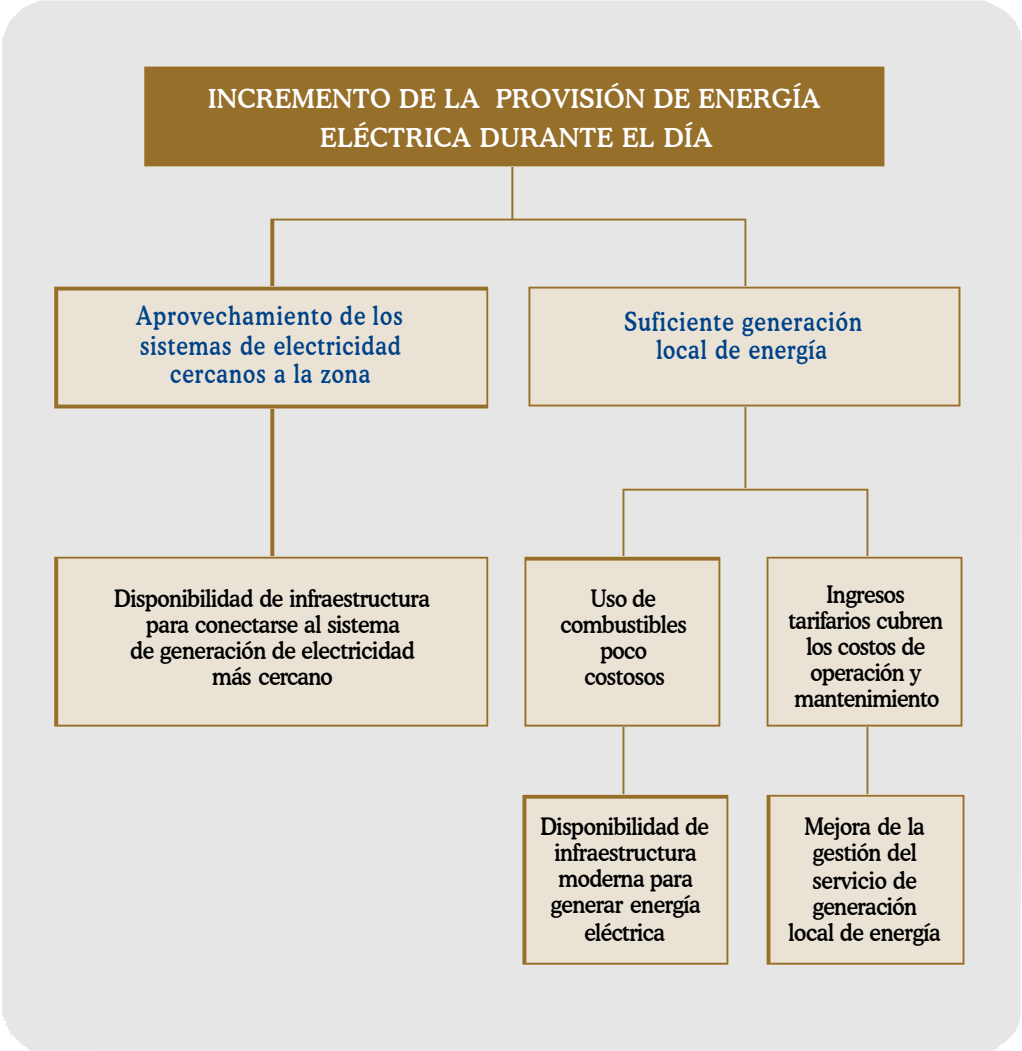 INCREMENTO DE LA PROVISIÓN DE ENERGÍA
ELÉCTRICA DURANTE EL DÍA
Aprovechamiento de los
sistemas de electricidad
cercanos a la zona
Suficiente generación
local de energía
Disponibilidad de infraestructura
para conectarse al sistema
de generación de electricidad
más cercano
Uso de
combustibles
poco
costosos
Ingresos
tarifarios cubren
los costos de
operación y
mantenimiento
Disponibilidad de
infraestructura
moderna para
generar energía
eléctrica
Mejora de la
gestión del
servicio de
generación
local de energía